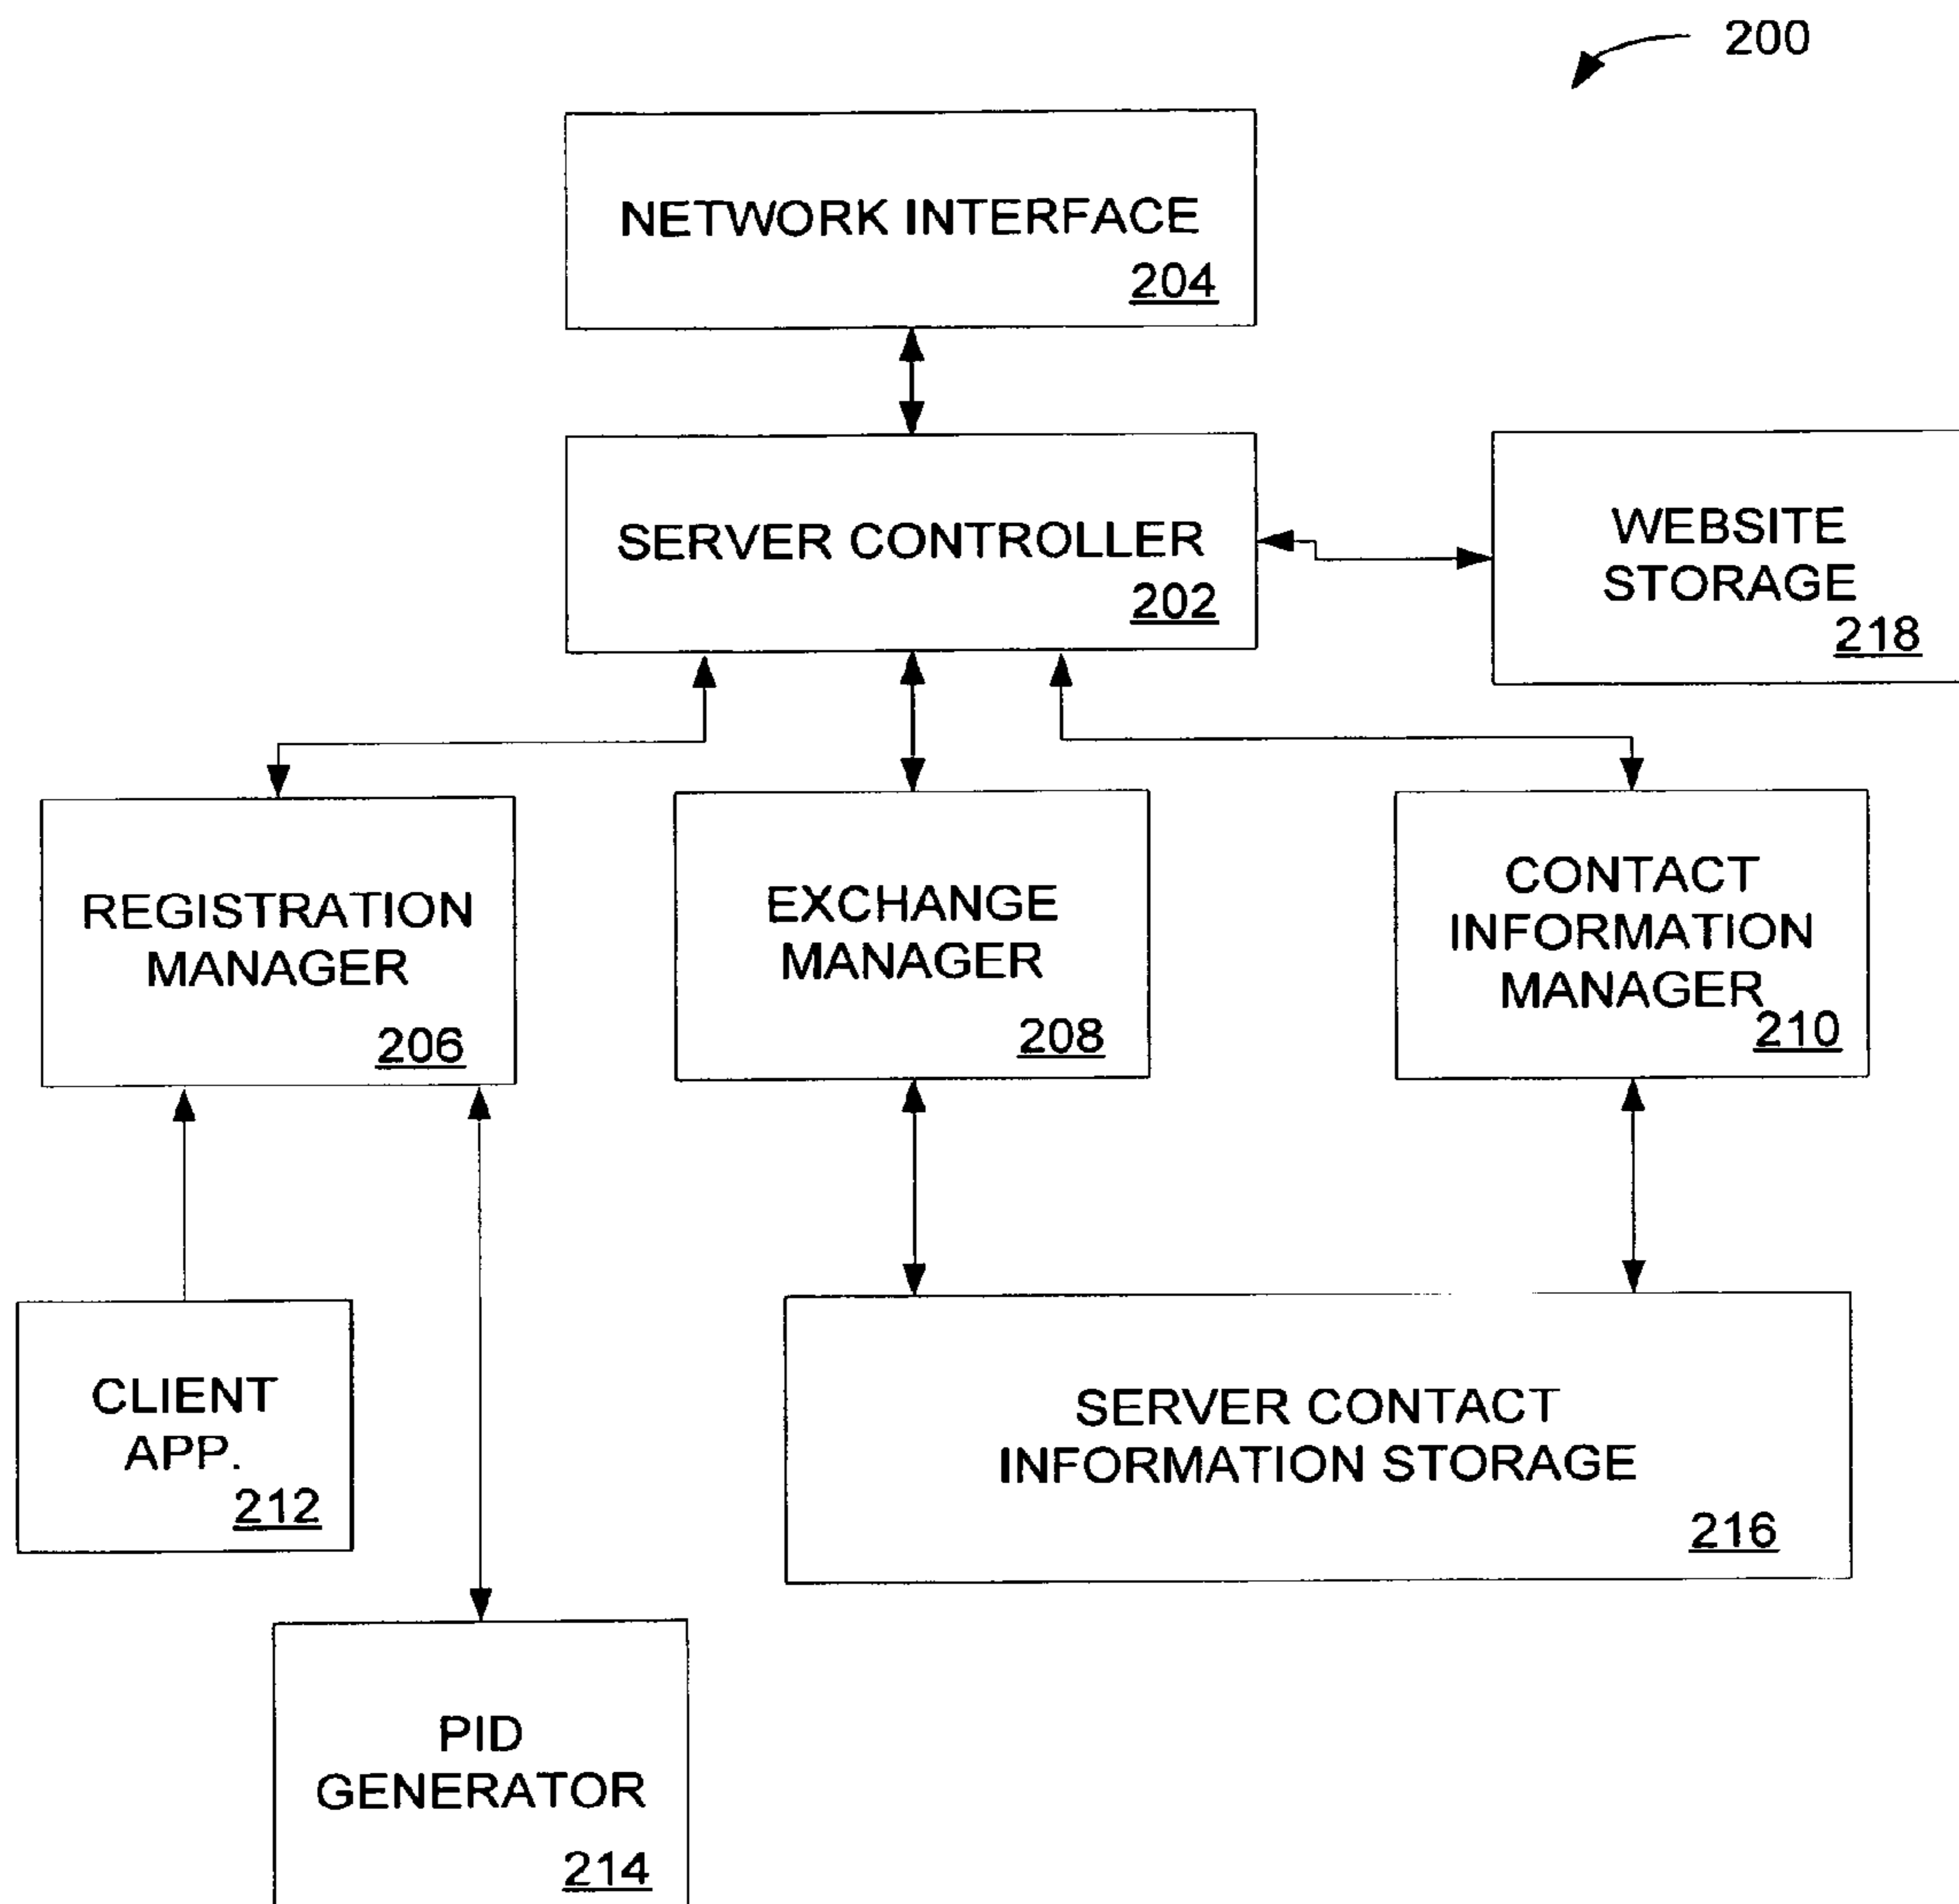 200
NETWORK INTERFACE
204
SERVER CONTROLLER
202
WEBSITE
STORAGE
218
REGISTRATION
MANAGER
206
EXCHANGE
MANAGER
208
CONTACT
INFORMATION
MANAGER
210
CLIENT
APP.
212
SERVER CONTACT
INFORMATION STORAGE
216
PID
GENERATOR
214